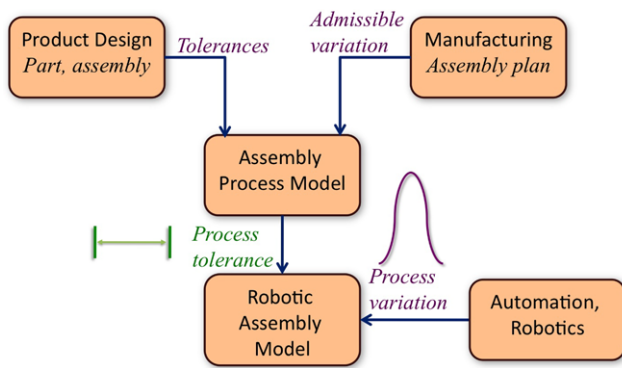 Product Design
Part, assembly
Tolerances
Admissible
variation
Manufacturing
Assembly plan
Assembly
Process Model
Process
tolerance
Process
variation
Robotic
Assembly
Model
Automation,
Robotics